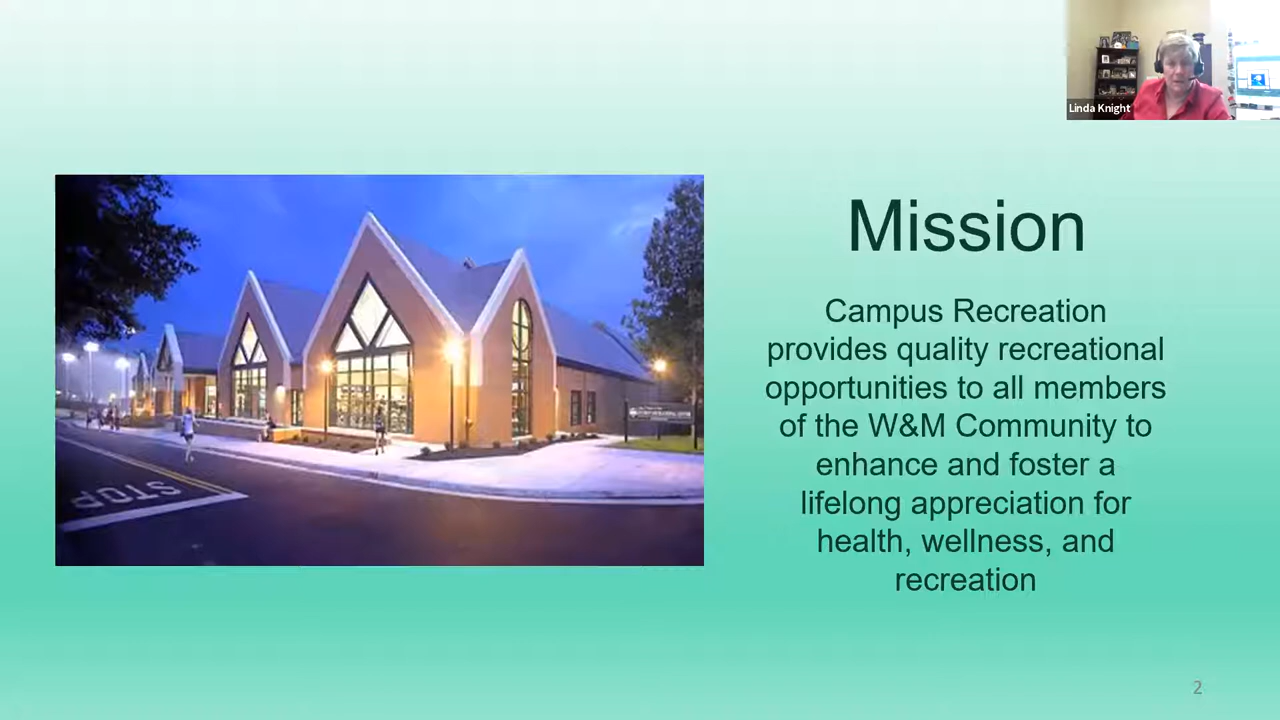 Linda Knight
Mission
Campus Recreation
provides quality recreational
opportunities to all members
of the W&M Community to
enhance and foster a
lifelong appreciation for
health, wellness, and
recreation
STOP
2